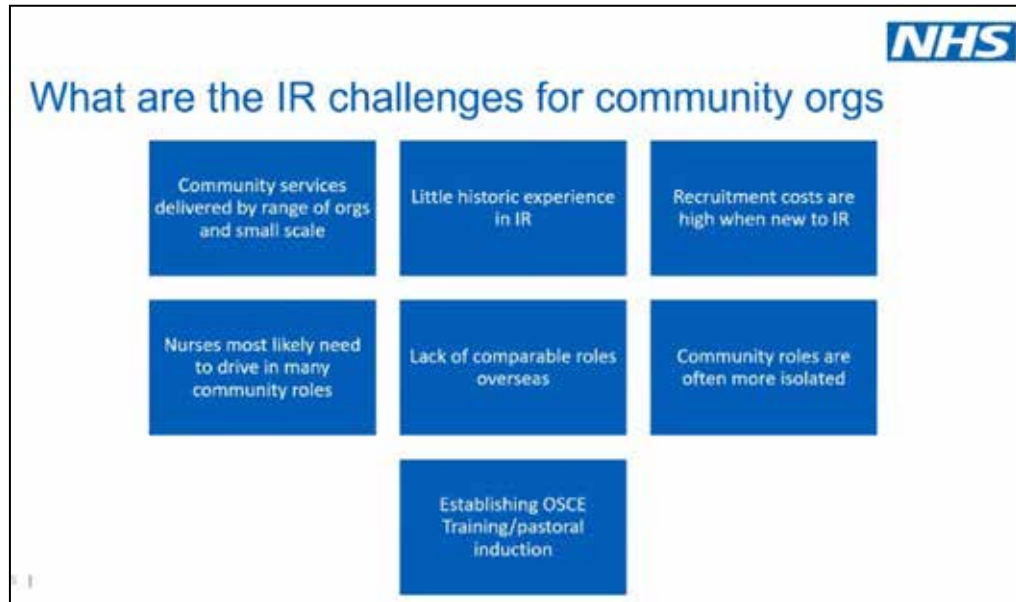 NHS
What are the IR challenges for community orgs
Community services
delivered by range of orgs
and small scale
Little historic experience
in IR
Recruitment costs are
high when new to IR
Nurses most likely need
to drive in many
community roles
Lack of comparable roles
overseas
Community roles are
often more isolated
Establishing OSCE
Training/pastoral
induction